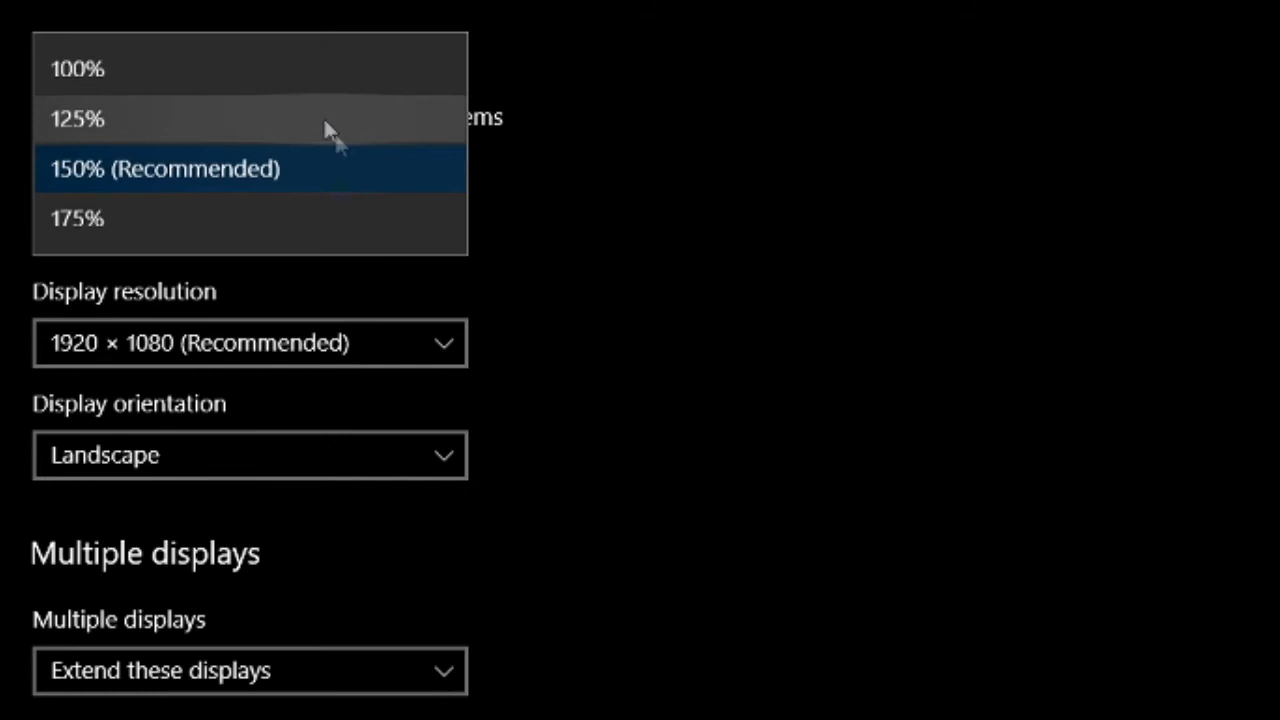 100%
125%
ems
150% (Recommended)
175%
Display resolution
1920 × 1080 (Recommended)
Display orientation
Landscape
Multiple displays
Multiple displays
Extend these displays